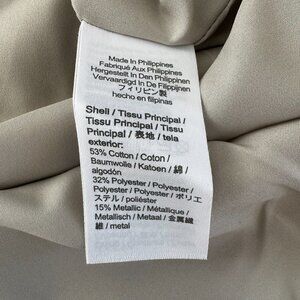 Made In Philippines
Fabriqué Aux Philippines
Hergestellt In Den Philippinen
Vervaardigd In De Filippijnen
フィリピン製
hecho en filipinas
Shell / Tissu Principal /
Tissu Principal / Tissu
Principal / 表地 / tela
exterior:
53% Cotton / Coton /
Baumwolle / Katoen / 綿 /
algodón
32% Polyester / Polyester /
Polyester / Polyester / ポリエ
ステル / poliéster
15% Metallic / Métallique /
Metallisch / Metaal / 金属繊
維 / metal